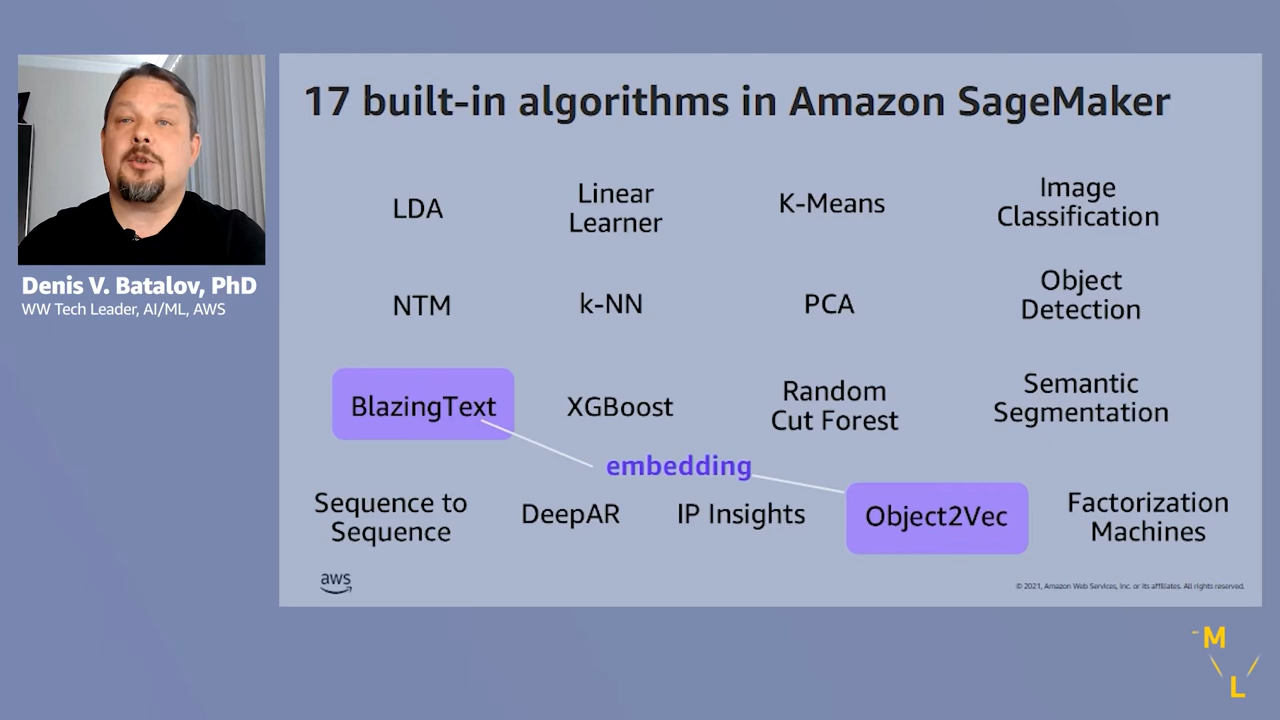 Denis V. Batalov, PhD
WW Tech Leader, AI/ML, AWS
17 built-in algorithms in Amazon SageMaker
LDA
Linear
Learner
K-Means
Image
Classification
NTM
k-NN
PCA
Object
Detection
BlazingText
XGBoost
Random
Cut Forest
Semantic
Segmentation
embedding
Sequence to
Sequence
DeepAR
IP Insights
Object2Vec
Factorization
Machines
aws
© 2021, Amazon Web Services, Inc. or its affiliates. All rights reserved.
M
L